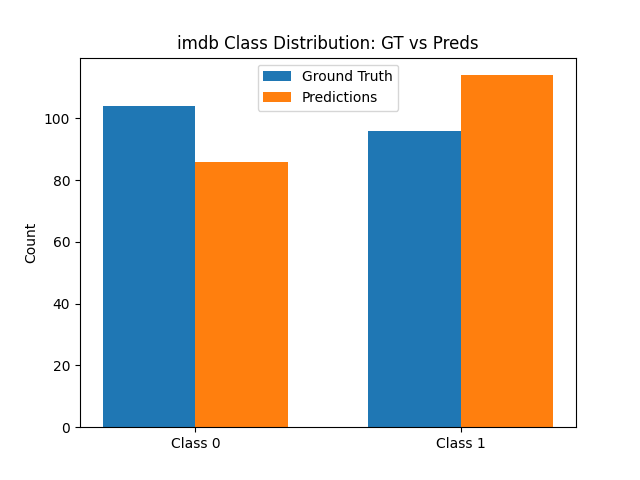 imdb Class Distribution: GT vs Preds
Ground Truth
Predictions
Count
100
80
60
40
20
0
Class 0
Class 1